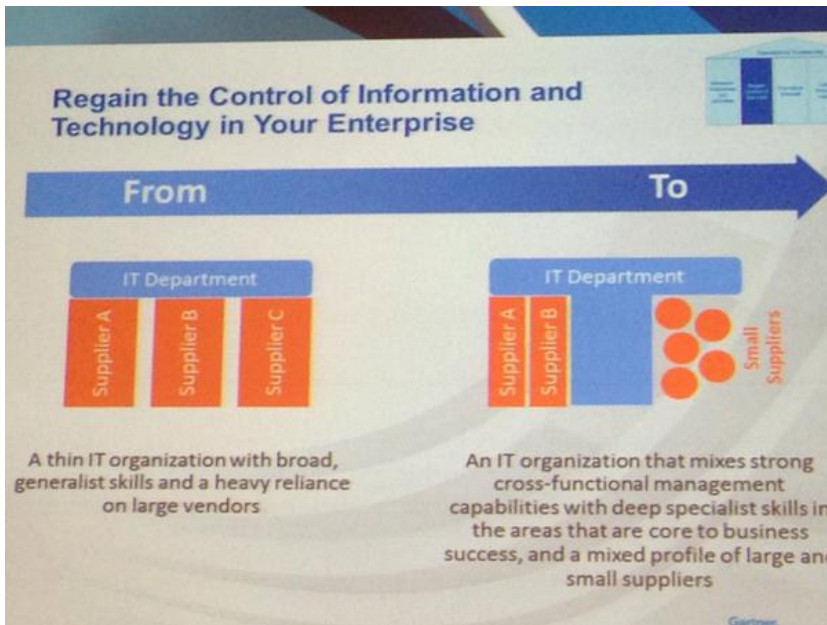 Regain the Control of Information and
Technology in Your Enterprise
From
To
IT Department
Supplier A
Supplier B
Supplier C
A thin IT organization with broad,
generalist skills and a heavy reliance
on large vendors
IT Department
Supplier A
Supplier B
Small
Suppliers
An IT organization that mixes strong
cross-functional management
capabilities with deep specialist skills in
the areas that are core to business
success, and a mixed profile of large and
small suppliers
Gartner